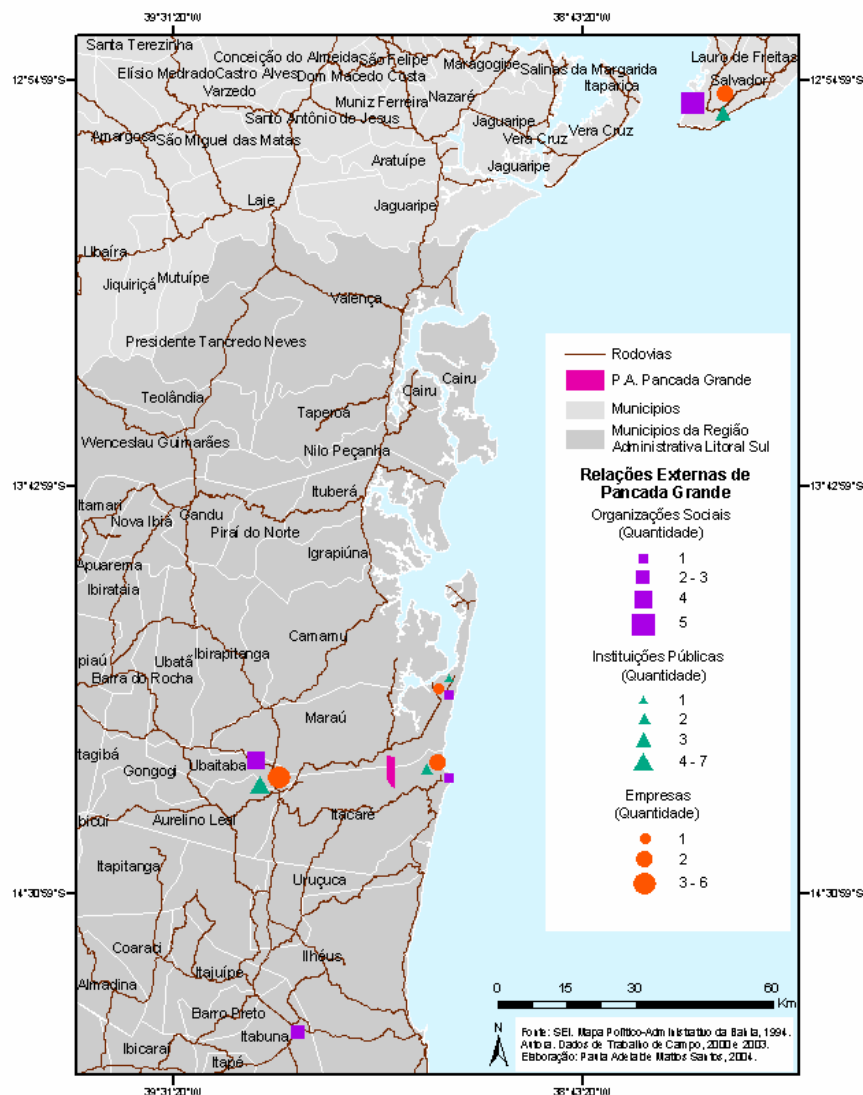 39°31'20"W 38°43'20"W
Santa Terezinha
Conceição do Almeida São Felipe
Maragogipe
Lauro de Freitas
12°54'59"S
Elísio Medrado Castro Alves
Dom Macedo Costa
Salinas da Margarida
Salvador
12°54'59"S
Varzedo
Itaparica
Muniz Ferreira
Nazaré
Santo Antônio de Jesus
Jaguaripe
Vera Cruz
Amargosa
São Miguel das Matas
Vera Cruz
Aratuípe
Jaguaripe
Laje
Jaguaripe
Ubaíra
Mutuípe
Jiquiriçá
Valença
Presidente Tancredo Neves
Cairu
Cairu
Teolândia
Taperoá
Wenceslau Guimarães
Nilo Peçanha
13°42'59"S
13°42'59"S
Ituberá
Itamari
Gandu
Nova Ibiá
Piraí do Norte
Igrapiúna
Apuarema
Ibirataia
Camamu
Ibirapitanga
Ubatã
piaú
Barra do Rocha
Maraú
tagibá
Ubaitaba
Gongogi
Itacaré
Aurelino Leal
bicuí
Itapitanga
Uruçuca
14°30'59"S
14°30'59"S
Coaraci
Ilhéus
Itajuípe
Almadina
Barro Preto
Itabuna
Ibicaraí
Itapé
39°31'20"W 38°43'20"W
Rodovias
P.A. Pancada Grande
Municípios
Municípios da Região
Administrativa Litoral Sul
Relações Externas de
Pancada Grande
Organizações Sociais
(Quantidade)
1
2 - 3
4
5
Instituições Públicas
(Quantidade)
1
2
3
4 - 7
Empresas
(Quantidade)
1
2
3 - 6
0 15 30 60
Km
N
Fonte: SEI. Mapa Político-Administrativo da Bahia, 1994.
Autora. Dados de Trabalho de Campo, 2000 e 2003.
Elaboração: Paula Adelaide Mattos Santos, 2004.